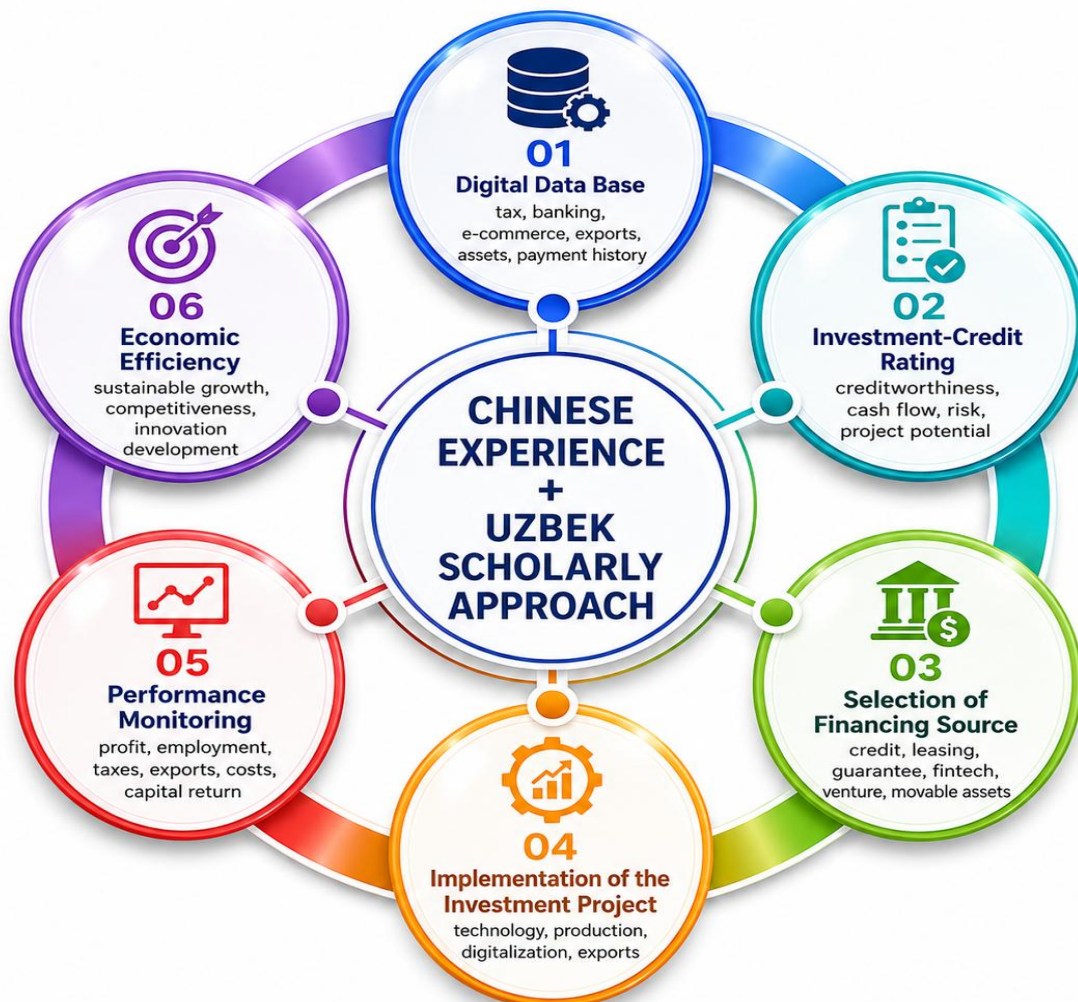 01
Digital Data Base
tax, banking,
e-commerce, exports,
assets, payment history
02
Investment-Credit
Rating
creditworthiness,
cash flow, risk,
project potential
03
Selection of
Financing Source
credit, leasing,
guarantee, fintech,
venture, movable assets
$
04
Implementation of the
Investment Project
technology, production,
digitalization, exports
05
Performance
Monitoring
profit, employment,
taxes, exports, costs,
capital return
06
Economic
Efficiency
sustainable growth,
competitiveness,
innovation
development
CHINESE
EXPERIENCE
+
UZBEK
SCHOLARLY
APPROACH